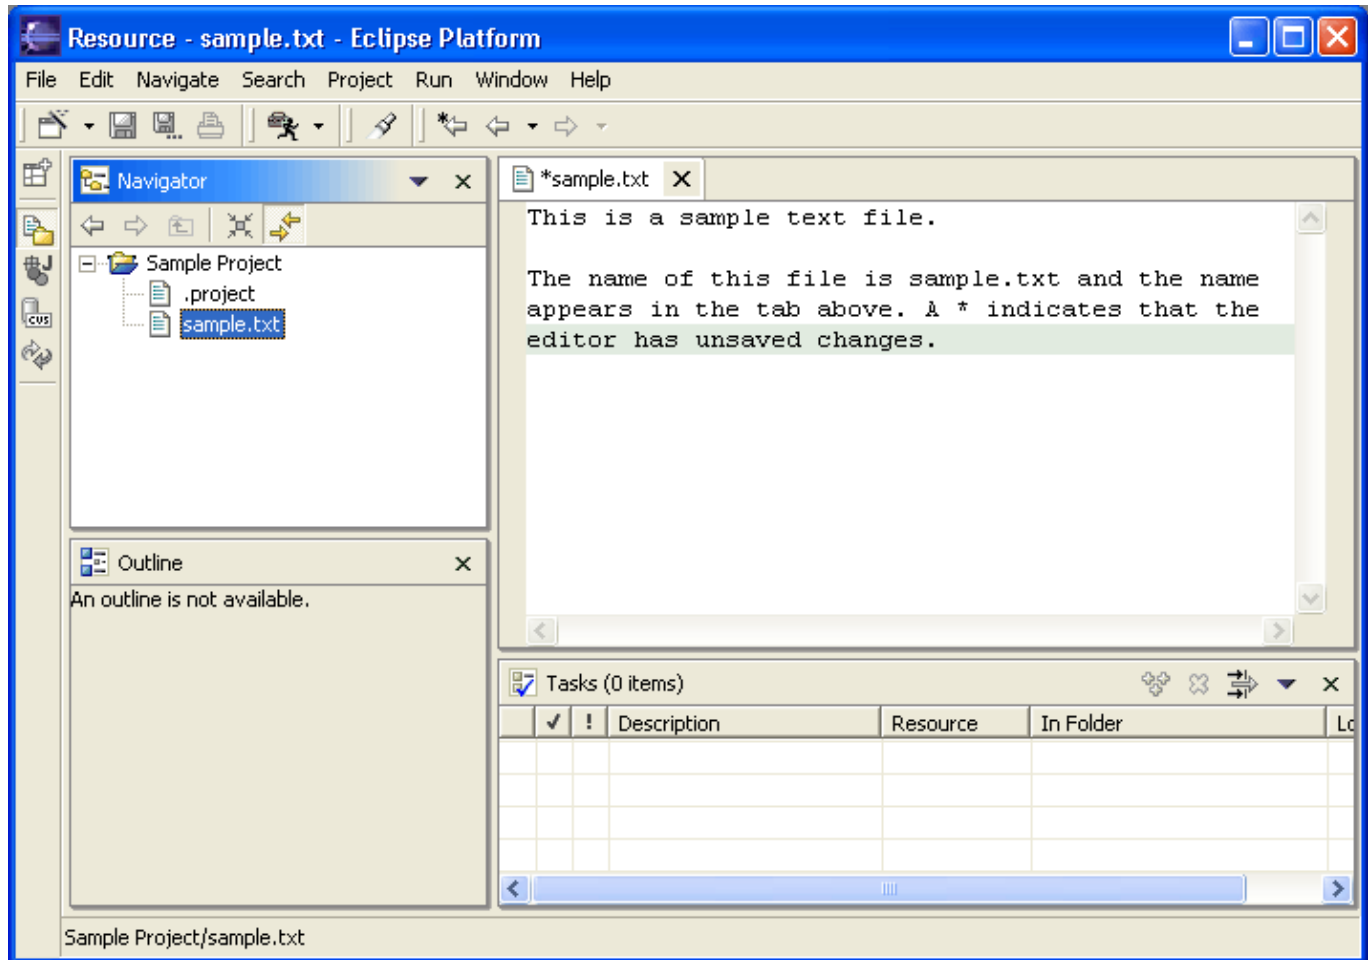 Resource - sample.txt - Eclipse Platform
File Edit Navigate Search Project Run Window Help
Navigator
Sample Project
.project
sample.txt
Outline
An outline is not available.
*sample.txt
This is a sample text file.
The name of this file is sample.txt and the name
appears in the tab above. A * indicates that the
editor has unsaved changes.
Tasks (0 items)
! Description Resource In Folder Lo
CVS
J
Sample Project/sample.txt